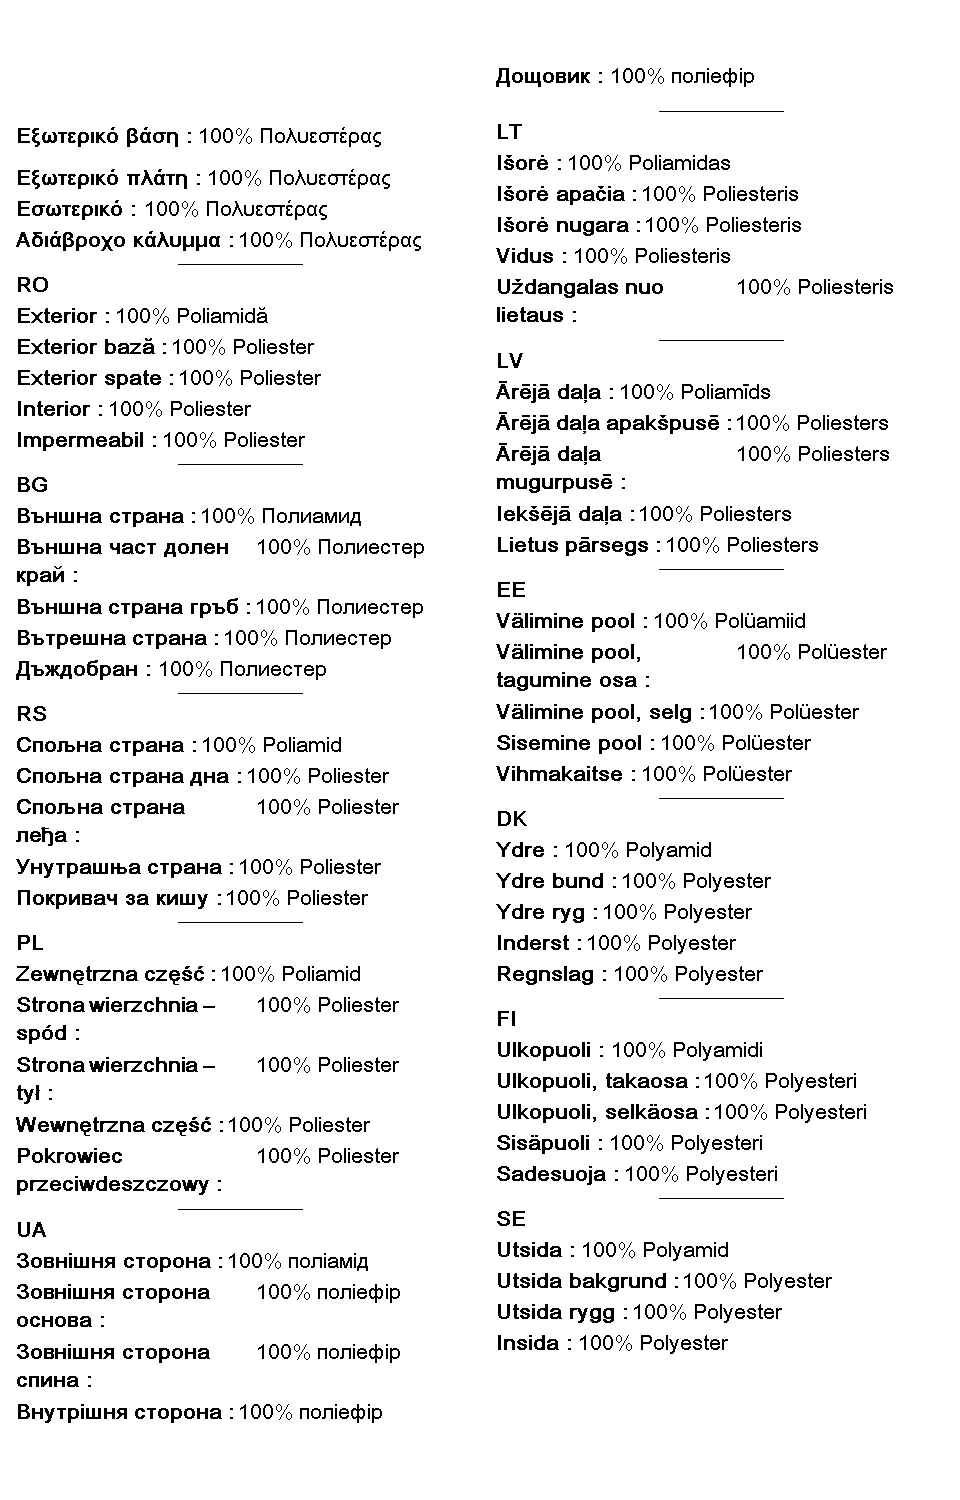 Εξωτερικό βάση : 100% Πολυεστέρας
Εξωτερικό πλάτη : 100% Πολυεστέρας
Εσωτερικό : 100% Πολυεστέρας
Αδιάβροχο κάλυμμα : 100% Πολυεστέρας
RO
Exterior : 100% Poliamidă
Exterior bază : 100% Poliester
Exterior spate : 100% Poliester
Interior : 100% Poliester
Impermeabil : 100% Poliester
BG
Външна страна : 100% Полиамид
Външна част долен 100% Полиестер
край :
Външна страна гръб : 100% Полиестер
Вътрешна страна : 100% Полиестер
Дъждобран : 100% Полиестер
RS
Спољна страна : 100% Poliamid
Спољна страна дна : 100% Poliester
Спољна страна 100% Poliester
леђа :
Унутрашња страна : 100% Poliester
Покривач за кишу : 100% Poliester
PL
Zewnętrzna część : 100% Poliamid
Strona wierzchnia – 100% Poliester
spód :
Strona wierzchnia – 100% Poliester
tył :
Wewnętrzna część : 100% Poliester
Pokrowiec 100% Poliester
przeciwdeszczowy :
UA
Зовнішня сторона : 100% поліамід
Зовнішня сторона 100% поліефір
основа :
Зовнішня сторона 100% поліефір
спина :
Внутрішня сторона : 100% поліефір
Дощовик : 100% поліефір
LT
Išorė : 100% Poliamidas
Išorė apačia : 100% Poliesteris
Išorė nugara : 100% Poliesteris
Vidus : 100% Poliesteris
Uždangalas nuo 100% Poliesteris
lietaus :
LV
Ārējā daļa : 100% Poliamīds
Ārējā daļa apakšpusē : 100% Poliesters
Ārējā daļa 100% Poliesters
mugurpusē :
Iekšējā daļa : 100% Poliesters
Lietus pārsegs : 100% Poliesters
EE
Välimine pool : 100% Polüamiid
Välimine pool, 100% Polüester
tagumine osa :
Välimine pool, selg : 100% Polüester
Sisemine pool : 100% Polüester
Vihmakaitse : 100% Polüester
DK
Ydre : 100% Polyamid
Ydre bund : 100% Polyester
Ydre ryg : 100% Polyester
Inderst : 100% Polyester
Regnslag : 100% Polyester
FI
Ulkopuoli : 100% Polyamidi
Ulkopuoli, takaosa : 100% Polyesteri
Ulkopuoli, selkäosa : 100% Polyesteri
Sisäpuoli : 100% Polyesteri
Sadesuoja : 100% Polyesteri
SE
Utsida : 100% Polyamid
Utsida bakgrund : 100% Polyester
Utsida rygg : 100% Polyester
Insida : 100% Polyester